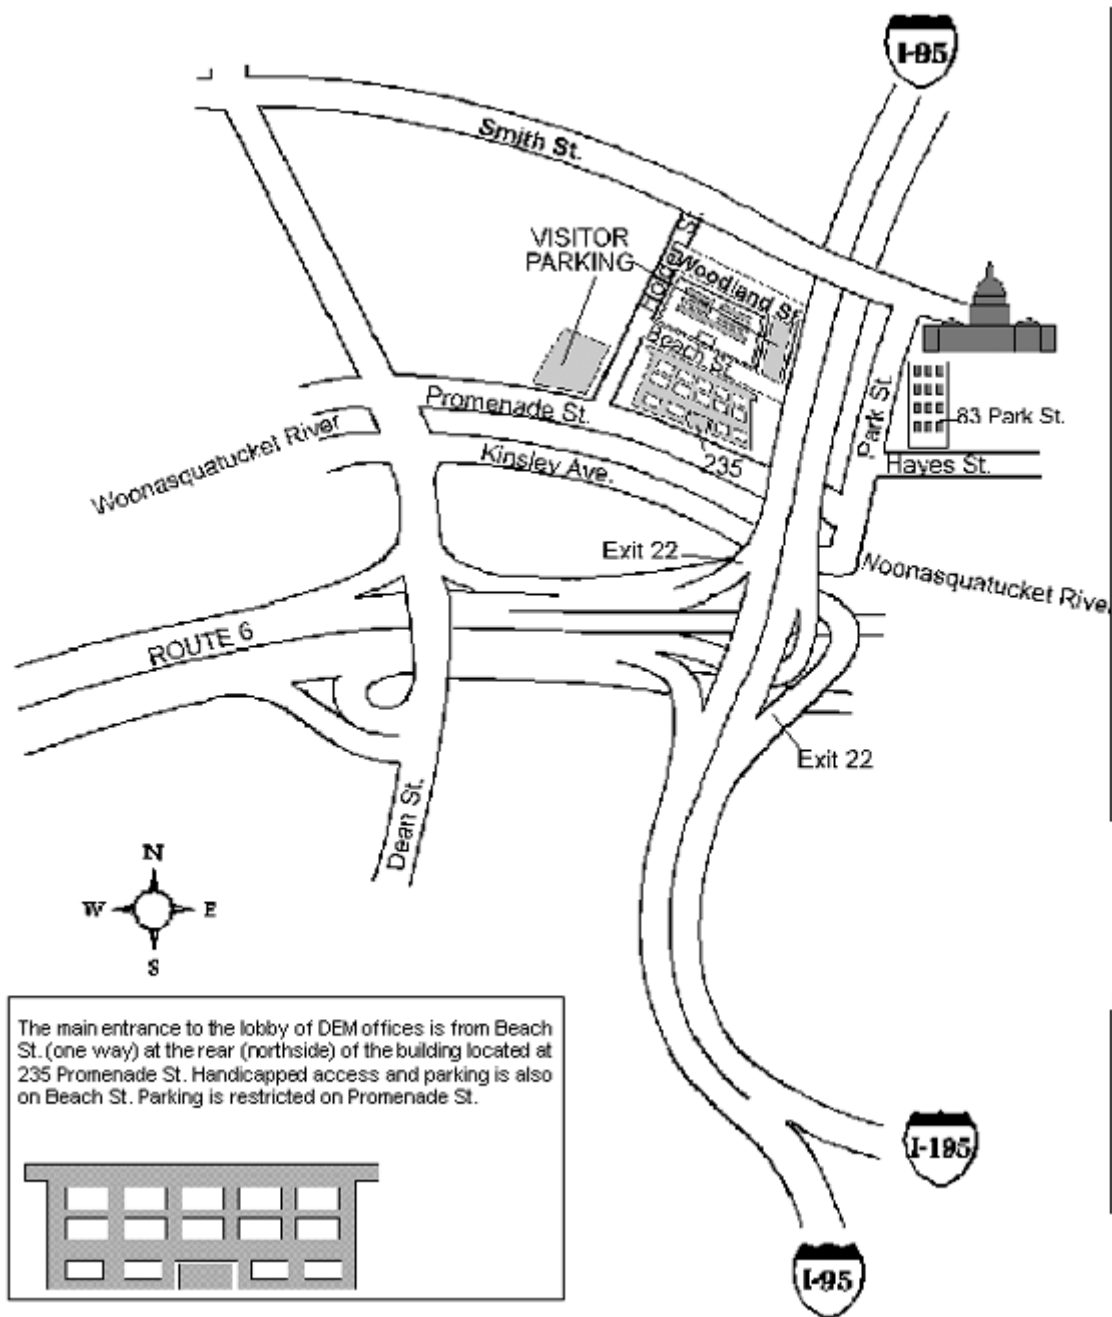 I-95
Smith St.
VISITOR
PARKING
Holden St.
Woodland St.
Beach St.
Promenade St.
235
Park St.
83 Park St.
Hayes St.
Woonasquatucket River
Kinsley Ave.
Exit 22
Woonasquatucket River
ROUTE 6
Exit 22
Dean St.
N
W E
S
The main entrance to the lobby of DEM offices is from Beach
St. (one way) at the rear (northside) of the building located at
235 Promenade St. Handicapped access and parking is also
on Beach St. Parking is restricted on Promenade St.
I-195
I-95